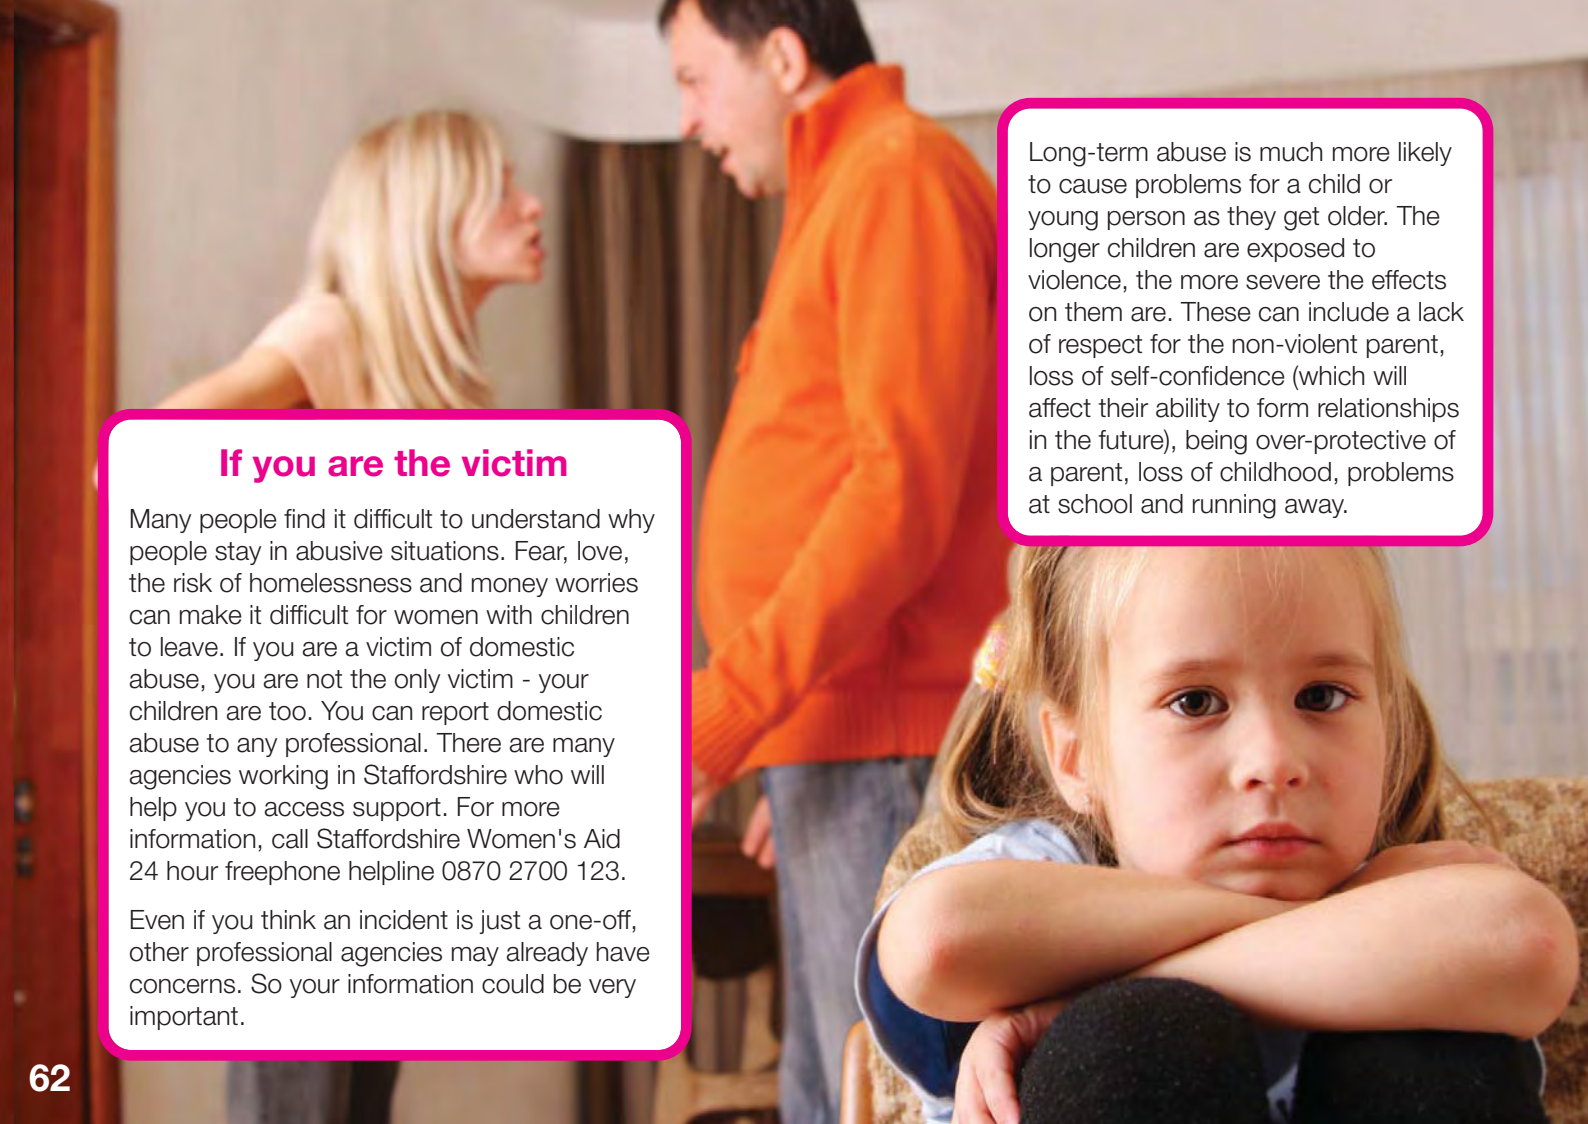 If you are the victim
Many people find it difficult to understand why
people stay in abusive situations. Fear, love,
the risk of homelessness and money worries
can make it difficult for women with children
to leave. If you are a victim of domestic
abuse, you are not the only victim - your
children are too. You can report domestic
abuse to any professional. There are many
agencies working in Staffordshire who will
help you to access support. For more
information, call Staffordshire Women's Aid
24 hour freephone helpline 0870 2700 123.
Even if you think an incident is just a one-off,
other professional agencies may already have
concerns. So your information could be very
important.
Long-term abuse is much more likely
to cause problems for a child or
young person as they get older. The
longer children are exposed to
violence, the more severe the effects
on them are. These can include a lack
of respect for the non-violent parent,
loss of self-confidence (which will
affect their ability to form relationships
in the future), being over-protective of
a parent, loss of childhood, problems
at school and running away.
62